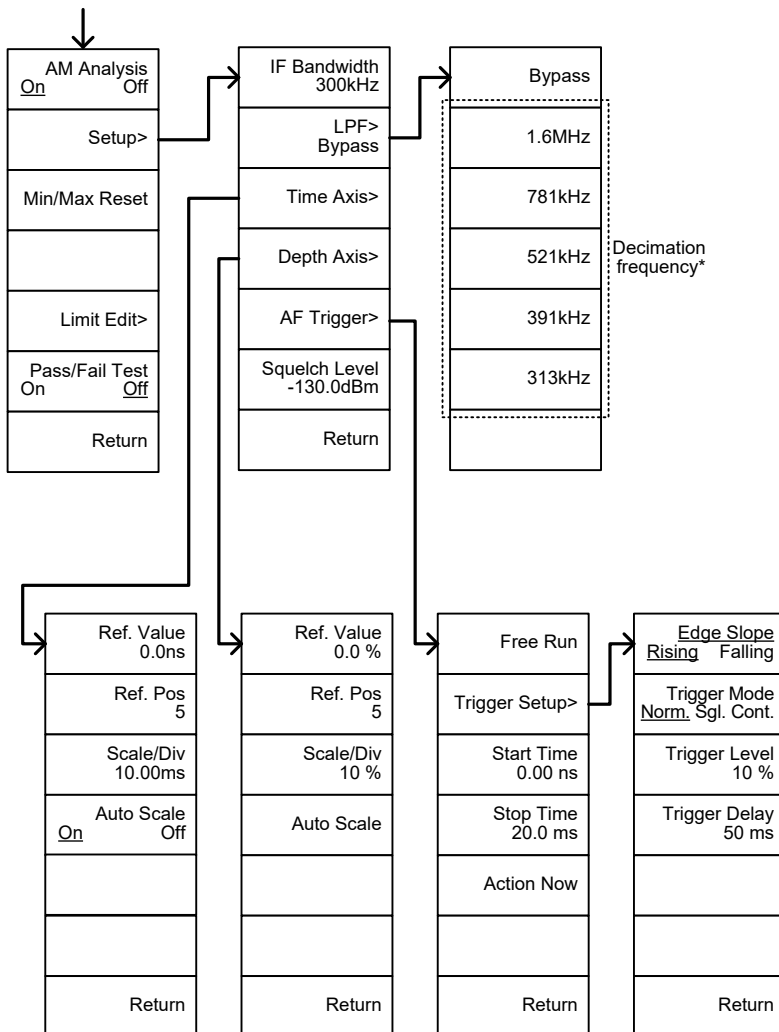 AM Analysis
On Off
Setup>
Min/Max Reset
Limit Edit>
Pass/Fail Test
On Off
Return
IF Bandwidth
300kHz
LPF>
Bypass
Time Axis>
Depth Axis>
AF Trigger>
Squelch Level
-130.0dBm
Return
Bypass
1.6MHz
781kHz
521kHz
391kHz
313kHz
Decimation
frequency*
Ref. Value
0.0ns
Ref. Pos
5
Scale/Div
10.00ms
Auto Scale
On Off
Return
Ref. Value
0.0 %
Ref. Pos
5
Scale/Div
10 %
Auto Scale
Return
Free Run
Trigger Setup>
Start Time
0.00 ns
Stop Time
20.0 ms
Action Now
Return
Edge Slope
Rising Falling
Trigger Mode
Norm. Sgl. Cont.
Trigger Level
10 %
Trigger Delay
50 ms
Return